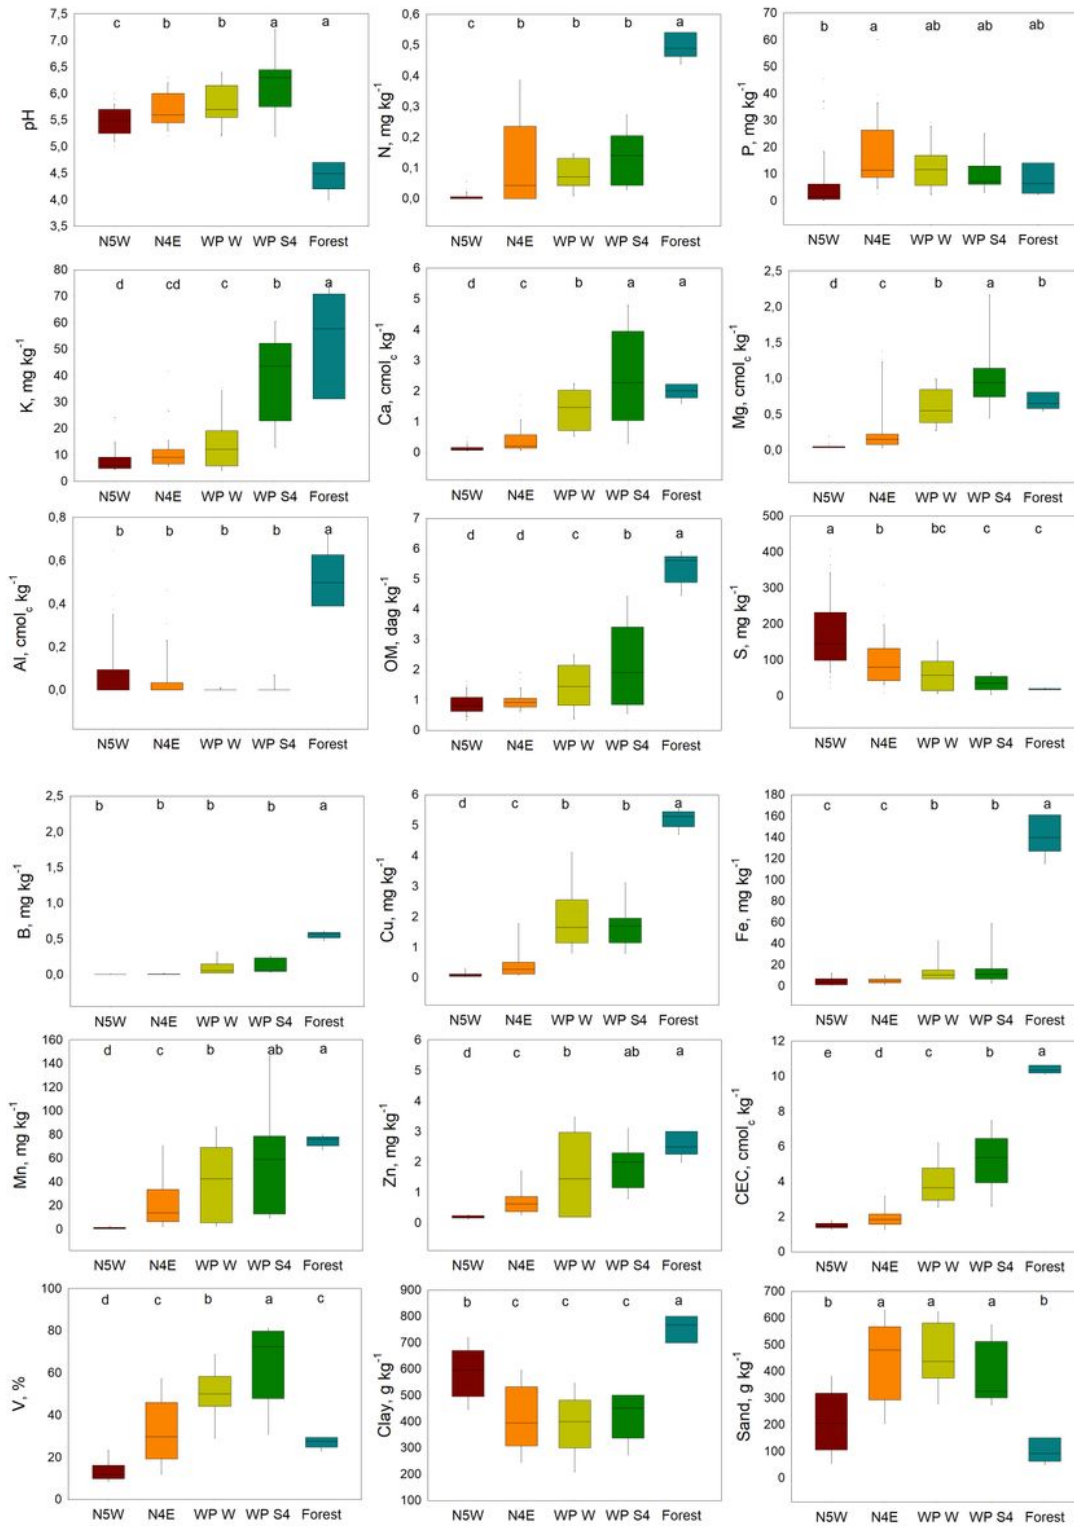 pH
7,5
7,0
6,5
6,0
5,5
5,0
4,5
4,0
3,5
c b b a a
N5W N4E WP W WP S4 Forest
N, mg kg-1
0,6
0,5
0,4
0,3
0,2
0,1
0,0
c b b b a
N5W N4E WP W WP S4 Forest
P, mg kg-1
70
60
50
40
30
20
10
0
b a ab ab ab
N5W N4E WP W WP S4 Forest
K, mg kg-1
80
70
60
50
40
30
20
10
0
d cd c b a
N5W N4E WP W WP S4 Forest
Ca, cmolc kg-1
6
5
4
3
2
1
0
d c b a a
N5W N4E WP W WP S4 Forest
Mg, cmolc kg-1
2,5
2,0
1,5
1,0
0,5
0,0
d c b a b
N5W N4E WP W WP S4 Forest
Al, cmolc kg-1
0,8
0,6
0,4
0,2
0,0
b b b b a
N5W N4E WP W WP S4 Forest
OM, dag kg-1
7
6
5
4
3
2
1
0
d d c b a
N5W N4E WP W WP S4 Forest
S, mg kg-1
500
400
300
200
100
0
a b bc c c
N5W N4E WP W WP S4 Forest
B, mg kg-1
2,5
2,0
1,5
1,0
0,5
0,0
b b b b a
N5W N4E WP W WP S4 Forest
Cu, mg kg-1
6
5
4
3
2
1
0
d c b b a
N5W N4E WP W WP S4 Forest
Fe, mg kg-1
180
160
140
120
100
80
60
40
20
0
c c b b a
N5W N4E WP W WP S4 Forest
Mn, mg kg-1
160
140
120
100
80
60
40
20
0
d c b ab a
N5W N4E WP W WP S4 Forest
Zn, mg kg-1
6
5
4
3
2
1
0
d c b ab a
N5W N4E WP W WP S4 Forest
CEC, cmolc kg-1
12
10
8
6
4
2
0
e d c b a
N5W N4E WP W WP S4 Forest
V, %
100
80
60
40
20
0
d c b a c
N5W N4E WP W WP S4 Forest
Clay, g kg-1
900
800
700
600
500
400
300
200
100
b c c c a
N5W N4E WP W WP S4 Forest
Sand, g kg-1
700
600
500
400
300
200
100
0
b a a a b
N5W N4E WP W WP S4 Forest